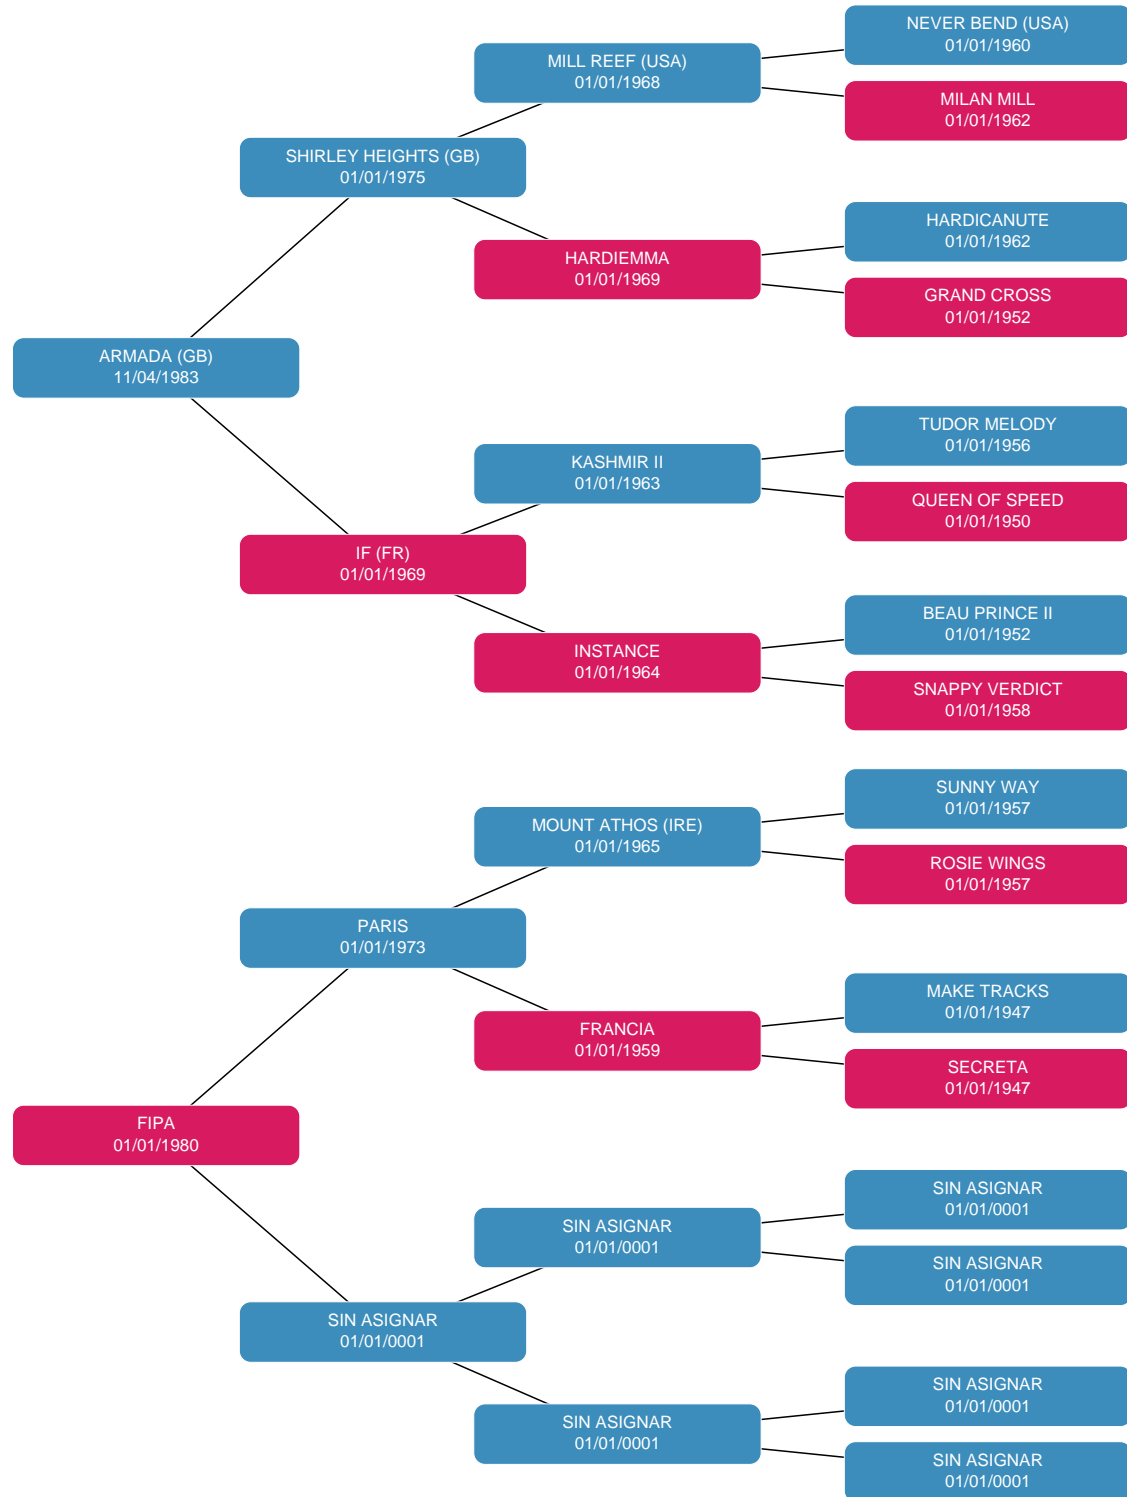 NEVER BEND (USA)
01/01/1960
MILL REEF (USA)
01/01/1968
MILAN MILL
01/01/1962
SHIRLEY HEIGHTS (GB)
01/01/1975
HARDICANUTE
01/01/1962
HARDIEMMA
01/01/1969
GRAND CROSS
01/01/1952
ARMADA (GB)
11/04/1983
TUDOR MELODY
01/01/1956
KASHMIR II
01/01/1963
QUEEN OF SPEED
01/01/1950
IF (FR)
01/01/1969
BEAU PRINCE II
01/01/1952
INSTANCE
01/01/1964
SNAPPY VERDICT
01/01/1958
SUNNY WAY
01/01/1957
MOUNT ATHOS (IRE)
01/01/1965
ROSIE WINGS
01/01/1957
PARIS
01/01/1973
MAKE TRACKS
01/01/1947
FRANCIA
01/01/1959
SECRETA
01/01/1947
FIPA
01/01/1980
SIN ASIGNAR
01/01/0001
SIN ASIGNAR
01/01/0001
SIN ASIGNAR
01/01/0001
SIN ASIGNAR
01/01/0001
SIN ASIGNAR
01/01/0001
SIN ASIGNAR
01/01/0001
SIN ASIGNAR
01/01/0001